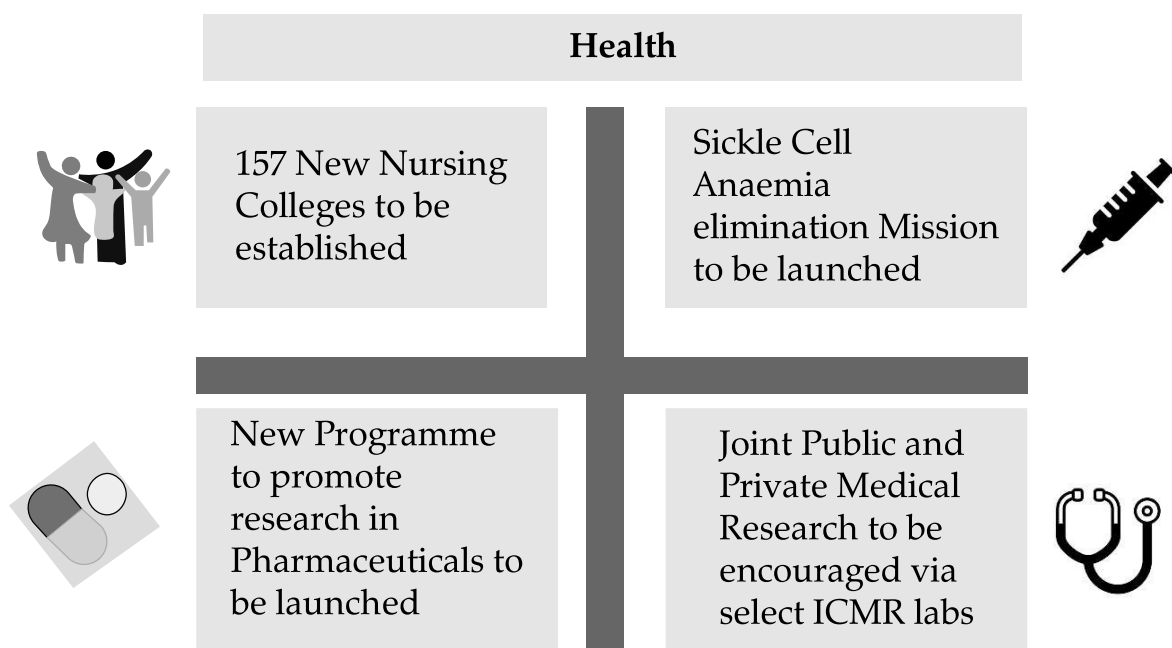 Health
157 New Nursing
Colleges to be
established
Sickle Cell
Anaemia
elimination Mission
to be launched
New Programme
to promote
research in
Pharmaceuticals to
be launched
Joint Public and
Private Medical
Research to be
encouraged via
select ICMR labs